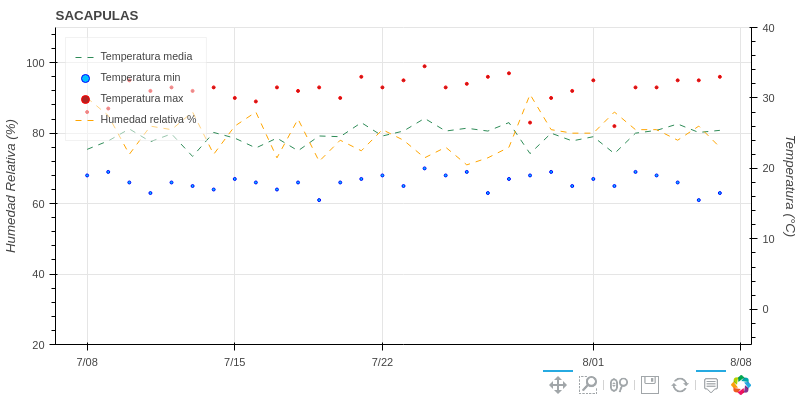 SACAPULAS
Temperatura media
Temperatura min
Temperatura max
Humedad relativa %
Humedad Relativa (%)
100
80
60
40
20
Temperatura (°C)
40
30
20
10
0
7/08
7/15
7/22
8/01
8/08